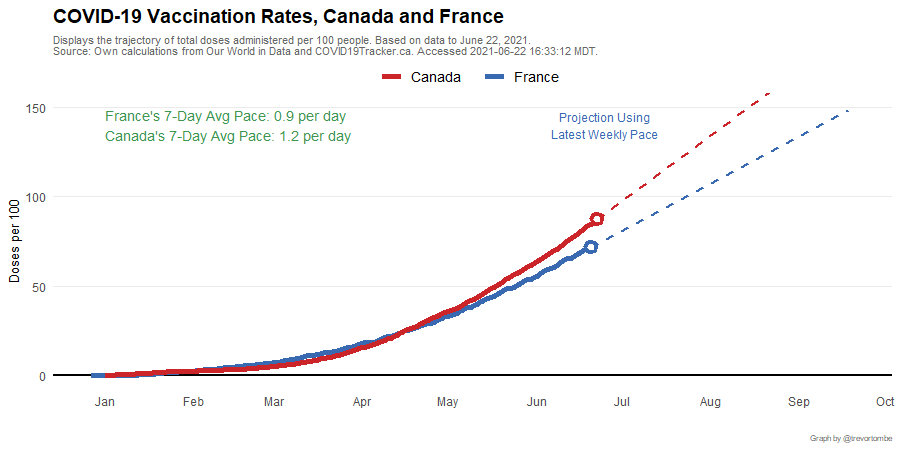 COVID-19 Vaccination Rates, Canada and France
Displays the trajectory of total doses administered per 100 people. Based on data to June 22, 2021.
Source: Own calculations from Our World in Data and COVID19Tracker.ca. Accessed 2021-06-22 16:33:12 MDT.
Canada France
150
France's 7-Day Avg Pace: 0.9 per day
Canada's 7-Day Avg Pace: 1.2 per day
Projection Using
Latest Weekly Pace
100
Doses per 100
50
0
Jan Feb Mar Apr May Jun Jul Aug Sep Oct
Graph by @trevortombe